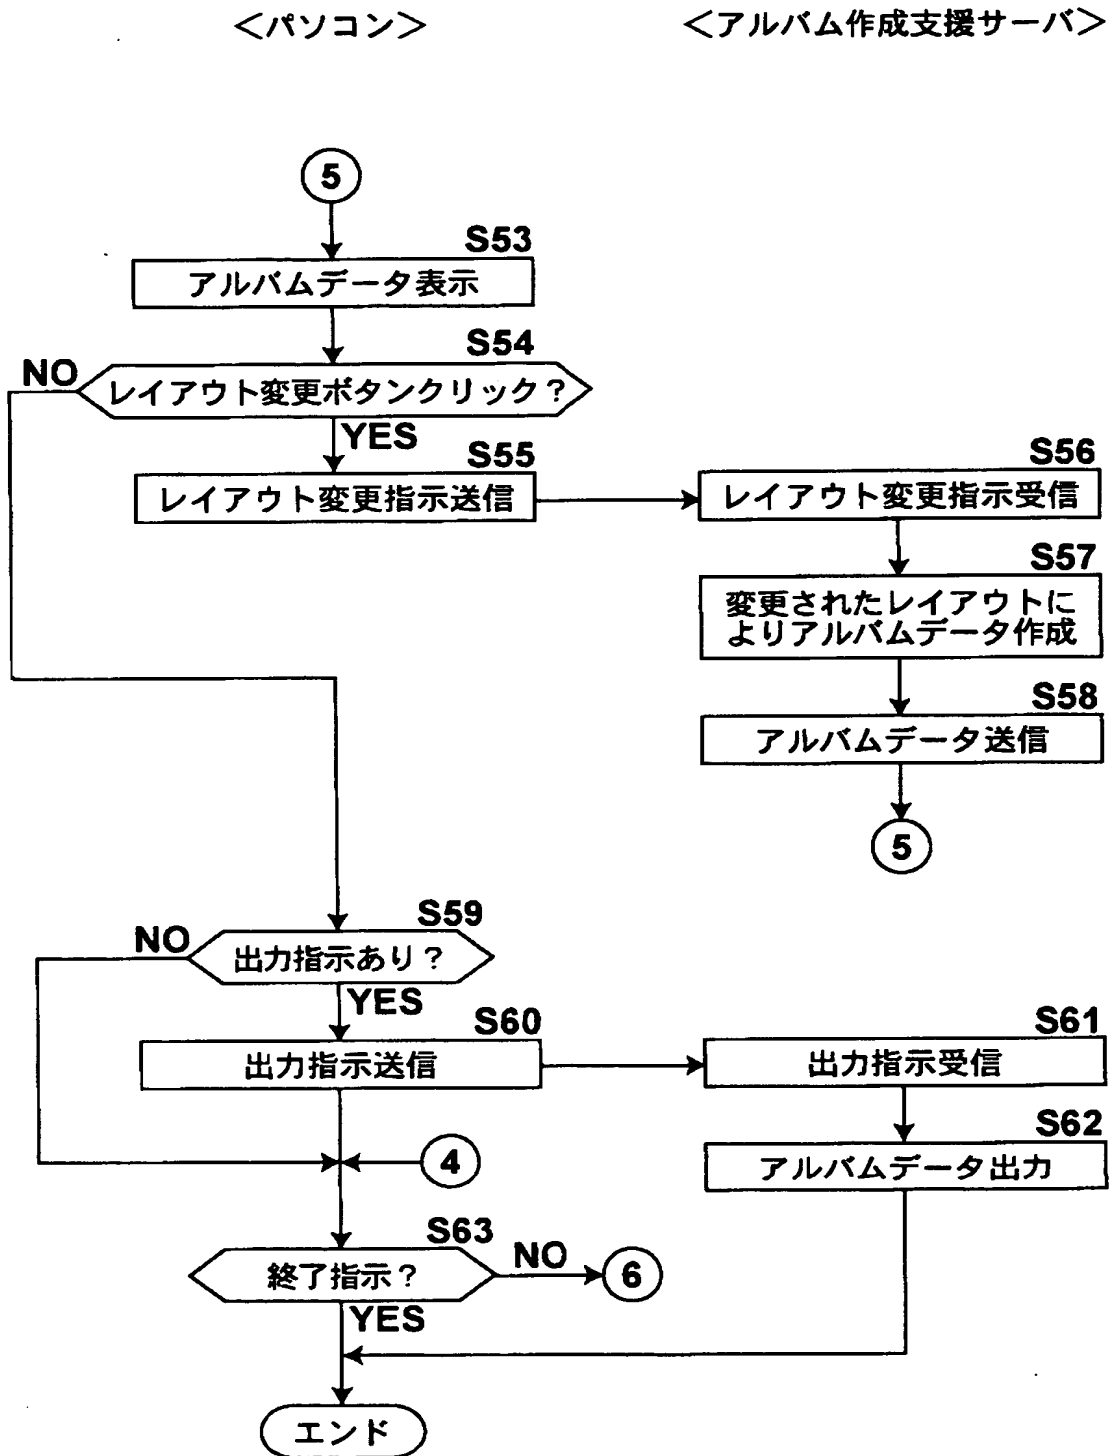 ＜パソコン＞
＜アルバム作成支援サーバ＞
5
S53
アルバムデータ表示
S54
NO
レイアウト変更ボタンクリック？
YES
S55
レイアウト変更指示送信
S56
レイアウト変更指示受信
S57
変更されたレイアウトに
よりアルバムデータ作成
S58
アルバムデータ送信
5
S59
NO
出力指示あり？
YES
S60
出力指示送信
S61
出力指示受信
S62
アルバムデータ出力
4
S63
終了指示？
NO
6
YES
エンド